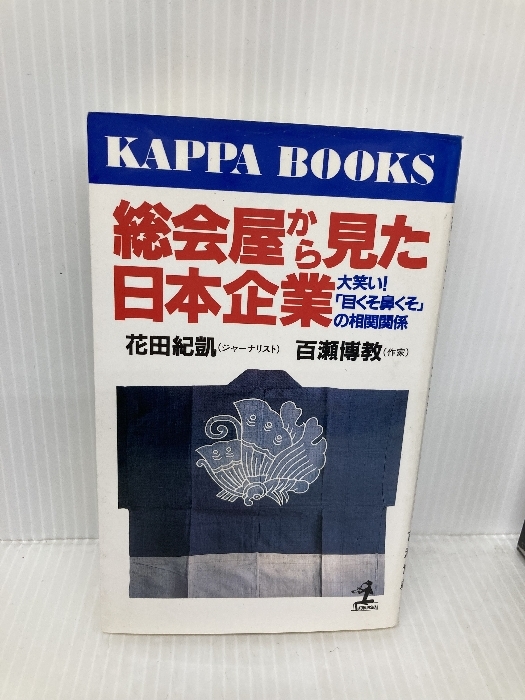 KAPPA BOOKS
総会屋から見た
日本企業
大笑い!
「目くそ鼻くそ」
の相関関係
花田紀凱(ジャーナリスト) 百瀬博教(作家)